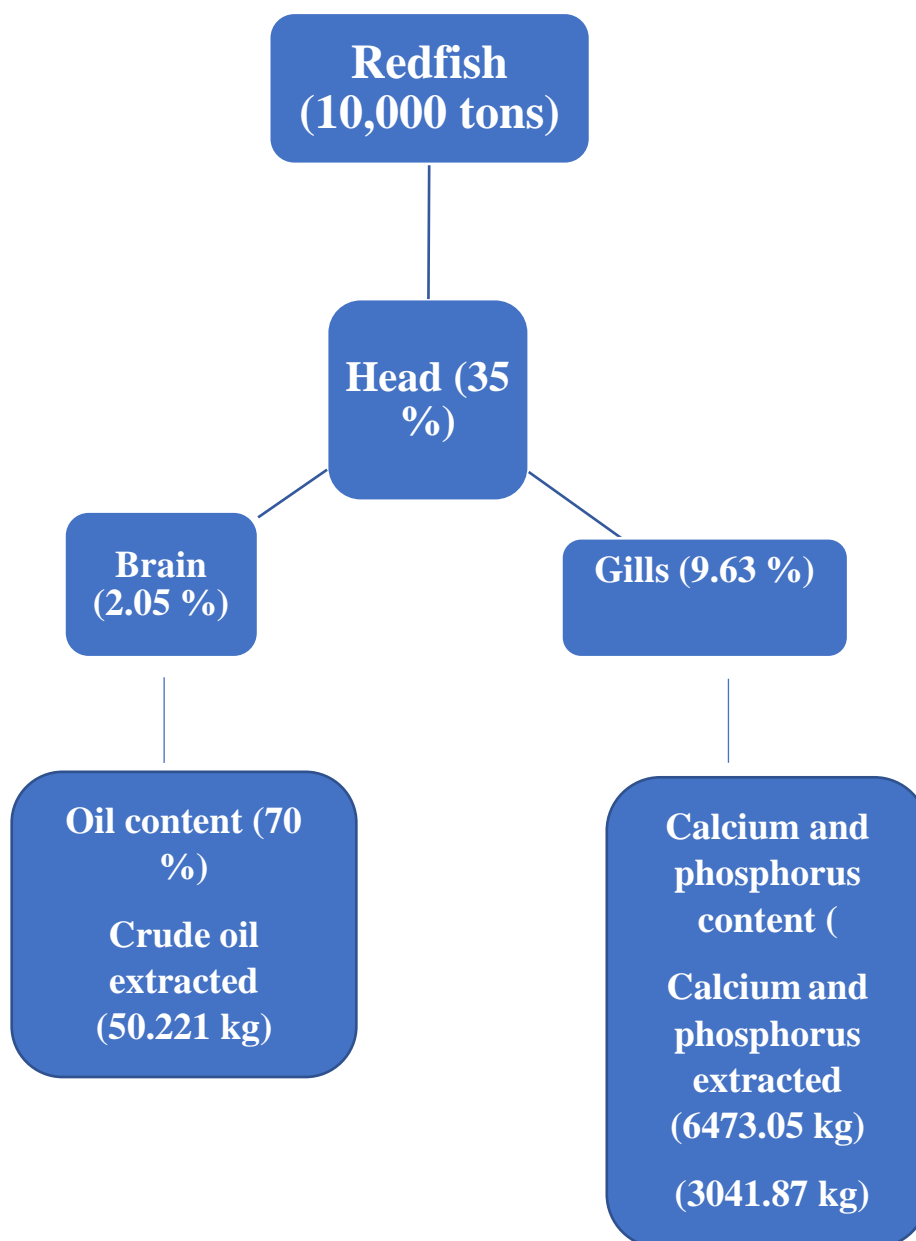 Redfish
(10,000 tons)
Head (35
%)
Brain
(2.05 %)
Gills (9.63 %)
Oil content (70
%)
Crude oil
extracted
(50.221 kg)
Calcium and
phosphorus
content (
Calcium and
phosphorus
extracted
(6473.05 kg)
(3041.87 kg)